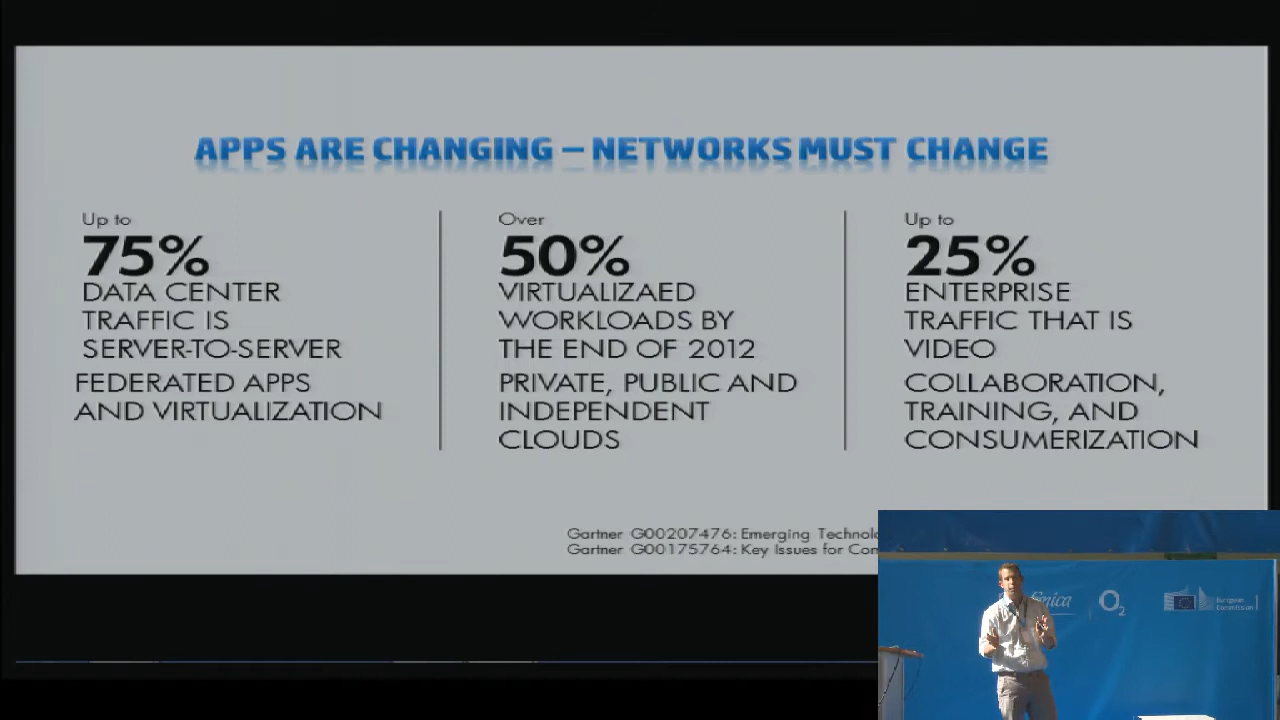 APPS ARE CHANGING – NETWORKS MUST CHANGE
Up to
75%
DATA CENTER
TRAFFIC IS
SERVER-TO-SERVER
FEDERATED APPS
AND VIRTUALIZATION
Over
50%
VIRTUALIZAED
WORKLOADS BY
THE END OF 2012
PRIVATE, PUBLIC AND
INDEPENDENT
CLOUDS
Up to
25%
ENTERPRISE
TRAFFIC THAT IS
VIDEO
COLLABORATION,
TRAINING, AND
CONSUMERIZATION
Gartner G00207476: Emerging
Gartner G00175764: Key Issues for
O2
European
Commission